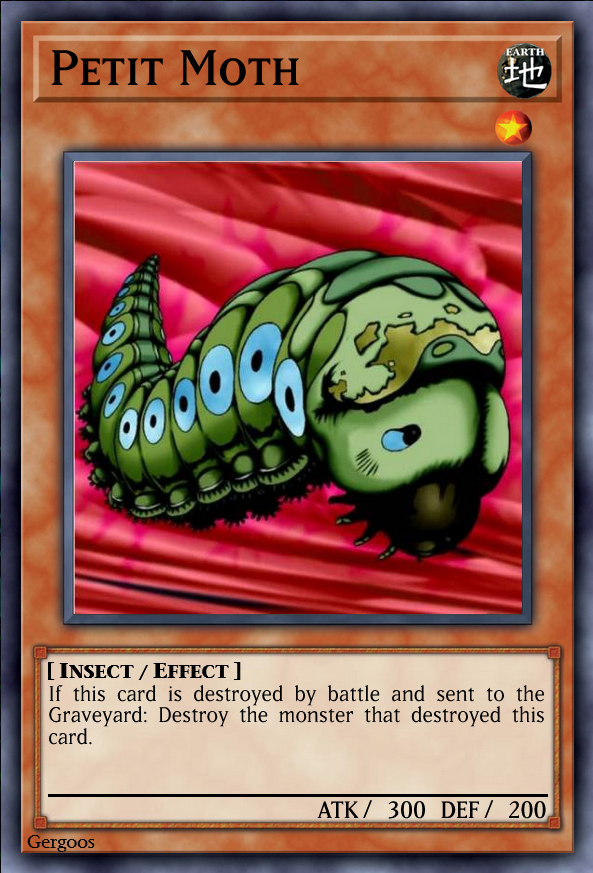 Petit Moth
EARTH
地
[ Insect / Effect ]
If this card is destroyed by battle and sent to the
Graveyard: Destroy the monster that destroyed this
card.
ATK / 300 DEF / 200
Gergoos